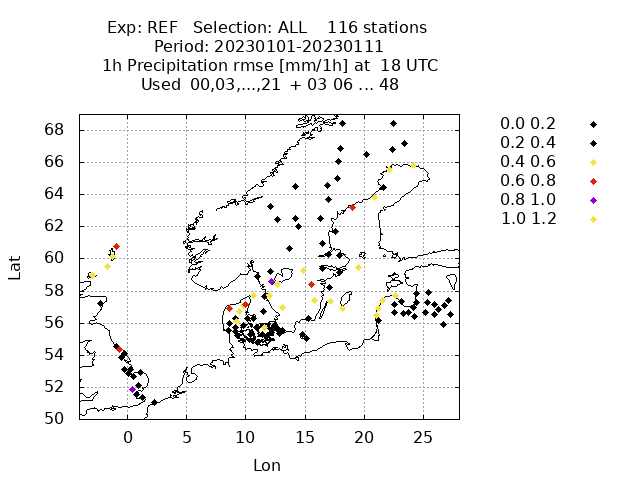 Exp: REF Selection: ALL 116 stations
Period: 20230101-20230111
1h Precipitation rmse [mm/1h] at 18 UTC
Used 00,03,...,21 + 03 06 ... 48
0.0 0.2
0.2 0.4
0.4 0.6
0.6 0.8
0.8 1.0
1.0 1.2
68
66
64
62
60
58
56
54
52
50
Lat
0 5 10 15 20 25
Lon